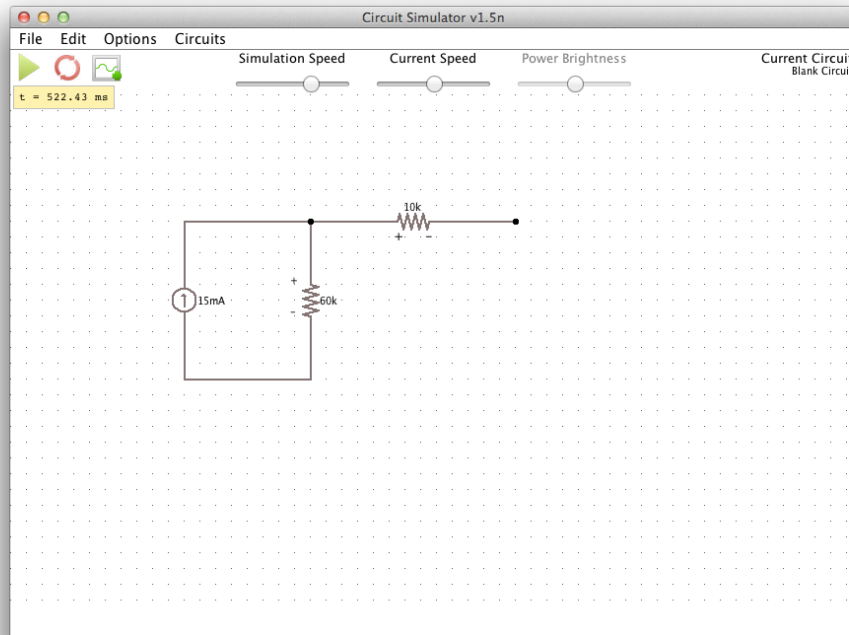 Circuit Simulator v1.5n
File Edit Options Circuits
Simulation Speed Current Speed Power Brightness Current Circui
Blank Circui
t = 522.43 ms
10k
+ -
+
15mA 60k
-